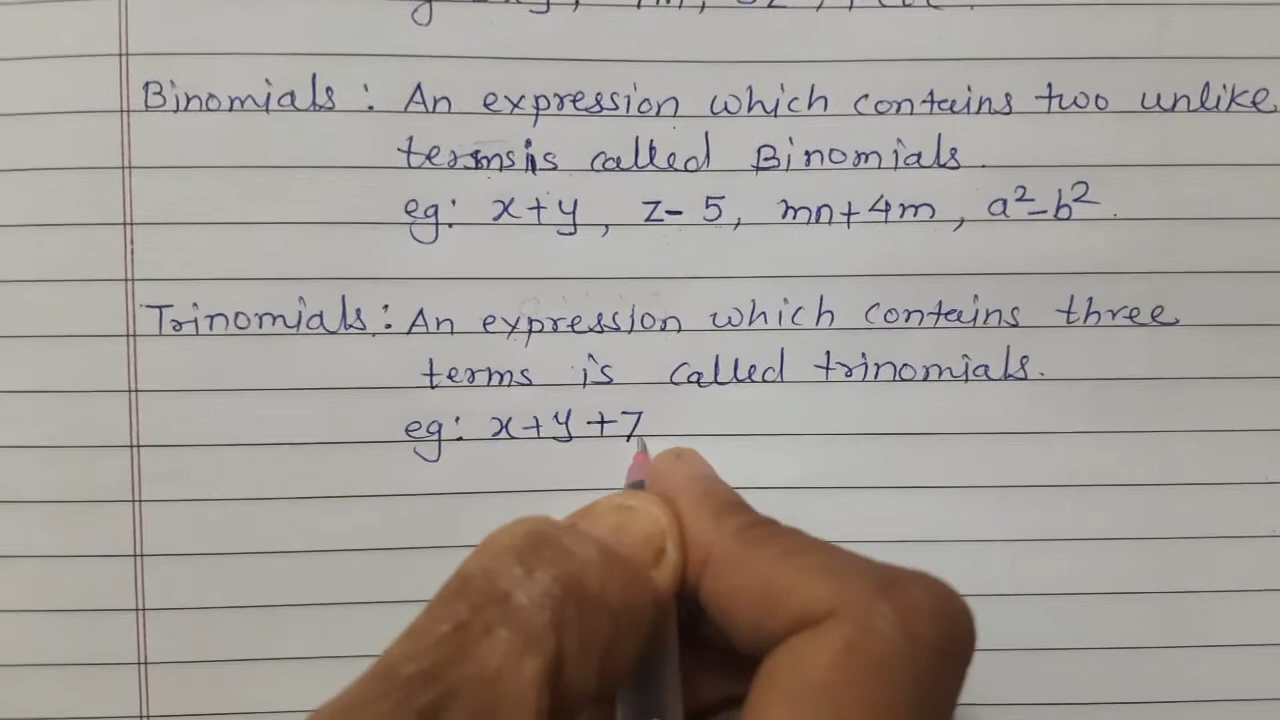 Binomials : An expression which contains two unlike
terms is called Binomials.
eg: x+y, z-5, mn+4m, a²-b².
Trinomials: An expression which contains three
terms is called trinomials.
eg: x+y+7